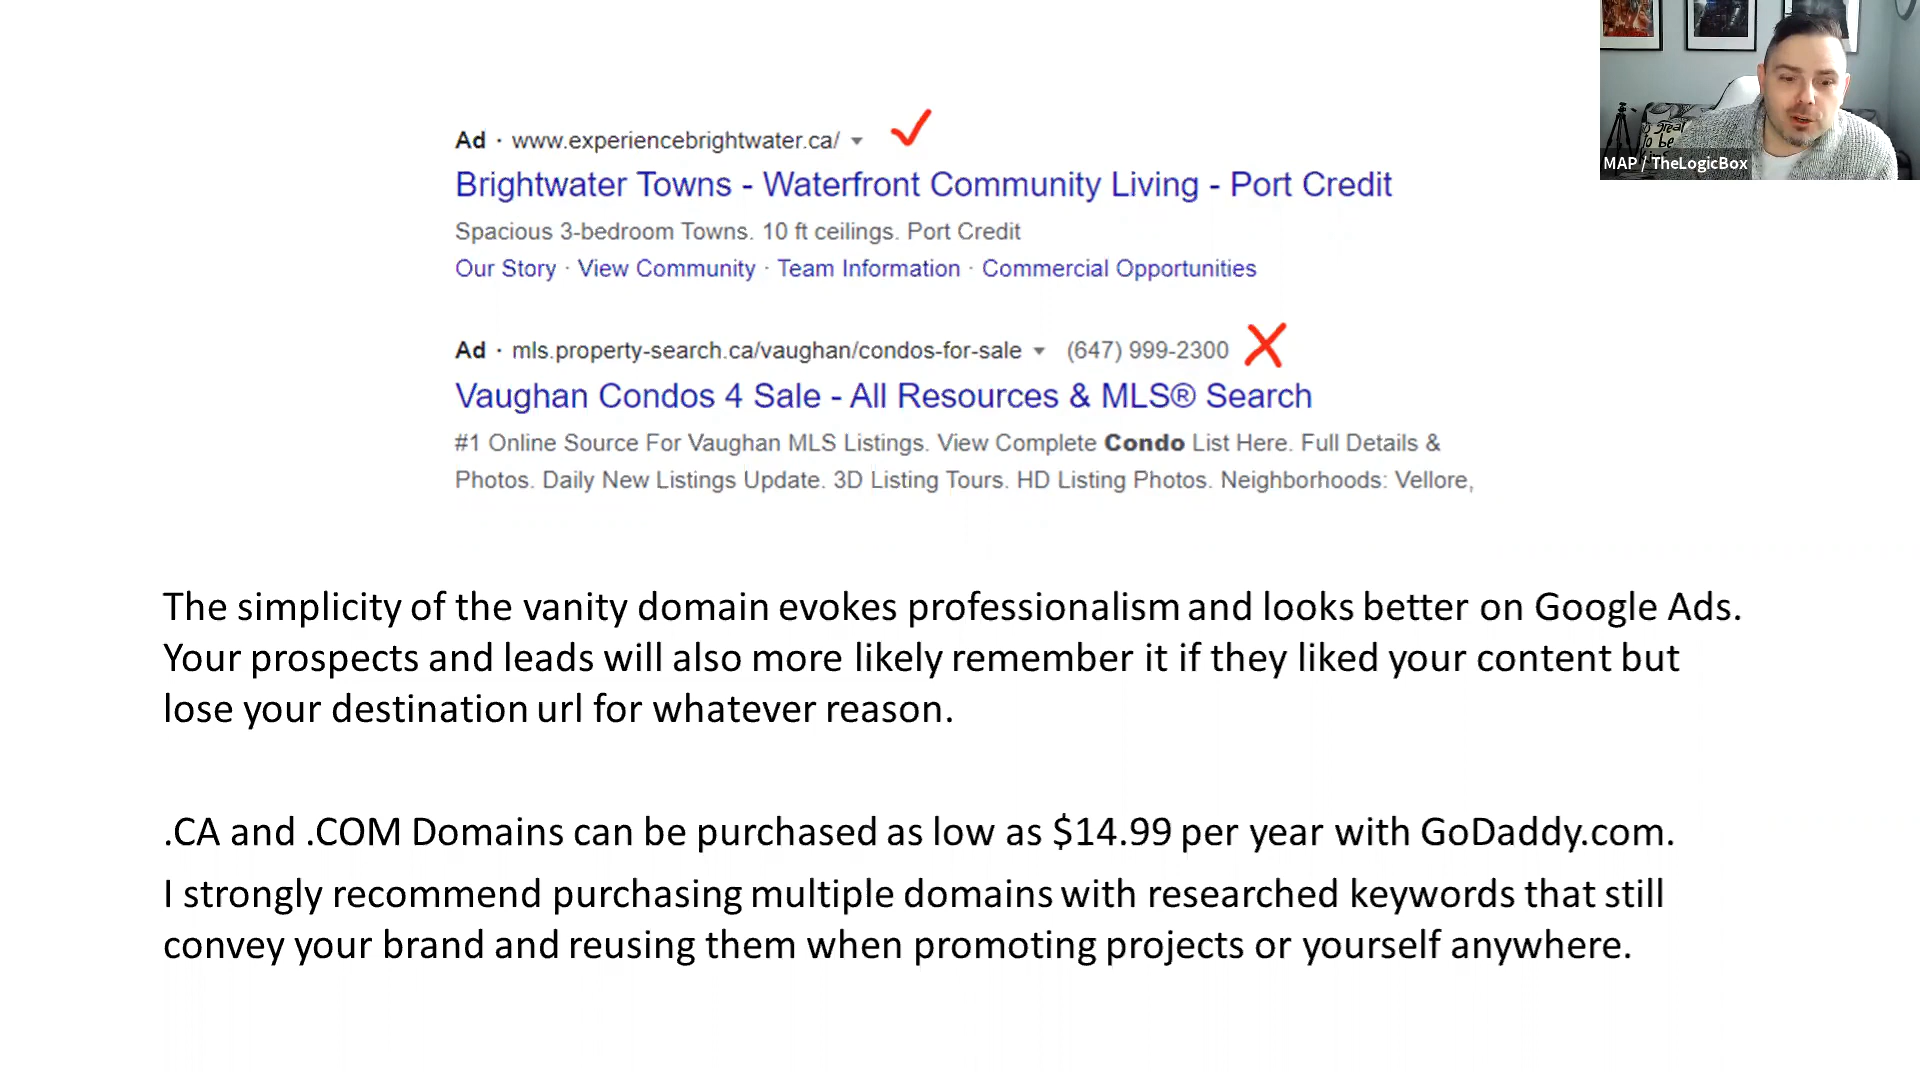 Ad · www.experiencebrightwater.ca/
Brightwater Towns - Waterfront Community Living - Port Credit
Spacious 3-bedroom Towns. 10 ft ceilings. Port Credit
Our Story · View Community · Team Information · Commercial Opportunities
Ad · mls.property-search.ca/vaughan/condos-for-sale (647) 999-2300
Vaughan Condos 4 Sale - All Resources & MLS® Search
#1 Online Source For Vaughan MLS Listings. View Complete Condo List Here. Full Details &
Photos. Daily New Listings Update. 3D Listing Tours. HD Listing Photos. Neighborhoods: Vellore,
The simplicity of the vanity domain evokes professionalism and looks better on Google Ads.
Your prospects and leads will also more likely remember it if they liked your content but
lose your destination url for whatever reason.
.CA and .COM Domains can be purchased as low as $14.99 per year with GoDaddy.com.
I strongly recommend purchasing multiple domains with researched keywords that still
convey your brand and reusing them when promoting projects or yourself anywhere.
great
to be
MAP / TheLogicBox